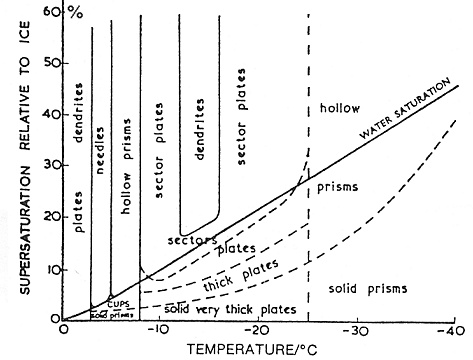 60 %
50
40
30
20
10
0
SUPERSATURATION RELATIVE TO ICE
plates dendrites
needles
hollow prisms
sector plates
dendrites
sector plates
hollow
prisms
WATER SATURATION
sectors
plates
thick plates
CUPS
solid prisms
solid very thick plates
solid prisms
0
-10
-20
-30
-40
TEMPERATURE/°C